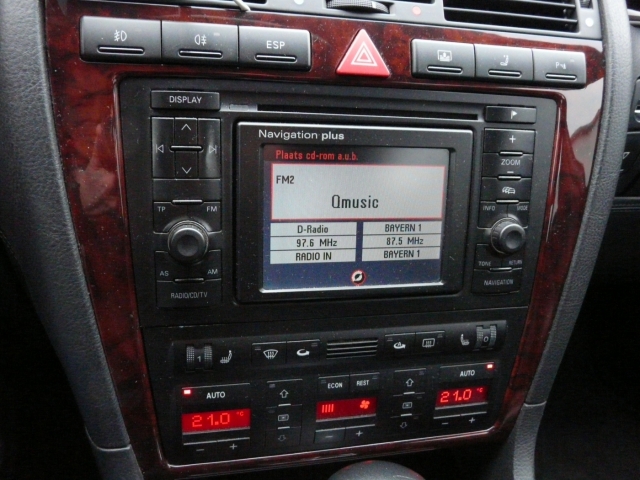 ESP
DISPLAY
Navigation plus
Plaats cd-rom a.u.b.
FM2
Qmusic
D-Radio
BAYERN 1
97.6 MHz
87.5 MHz
RADIO IN
BAYERN 1
TP
FM
AS
AM
RADIO/CD/TV
+
ZOOM
−
INFO
TONE
RETURN
NAVIGATION
AUTO
ECON
REST
AUTO
21.0 °C
21.0 °C
− +
− +
− +